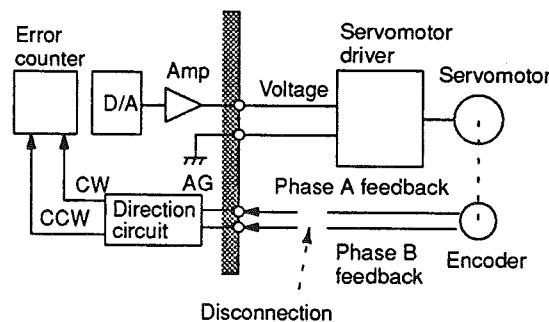 Error
counter
D/A
Amp
Voltage
Servomotor
driver
Servomotor
AG
CW
CCW
Direction
circuit
Phase A feedback
Phase B
feedback
Encoder
Disconnection